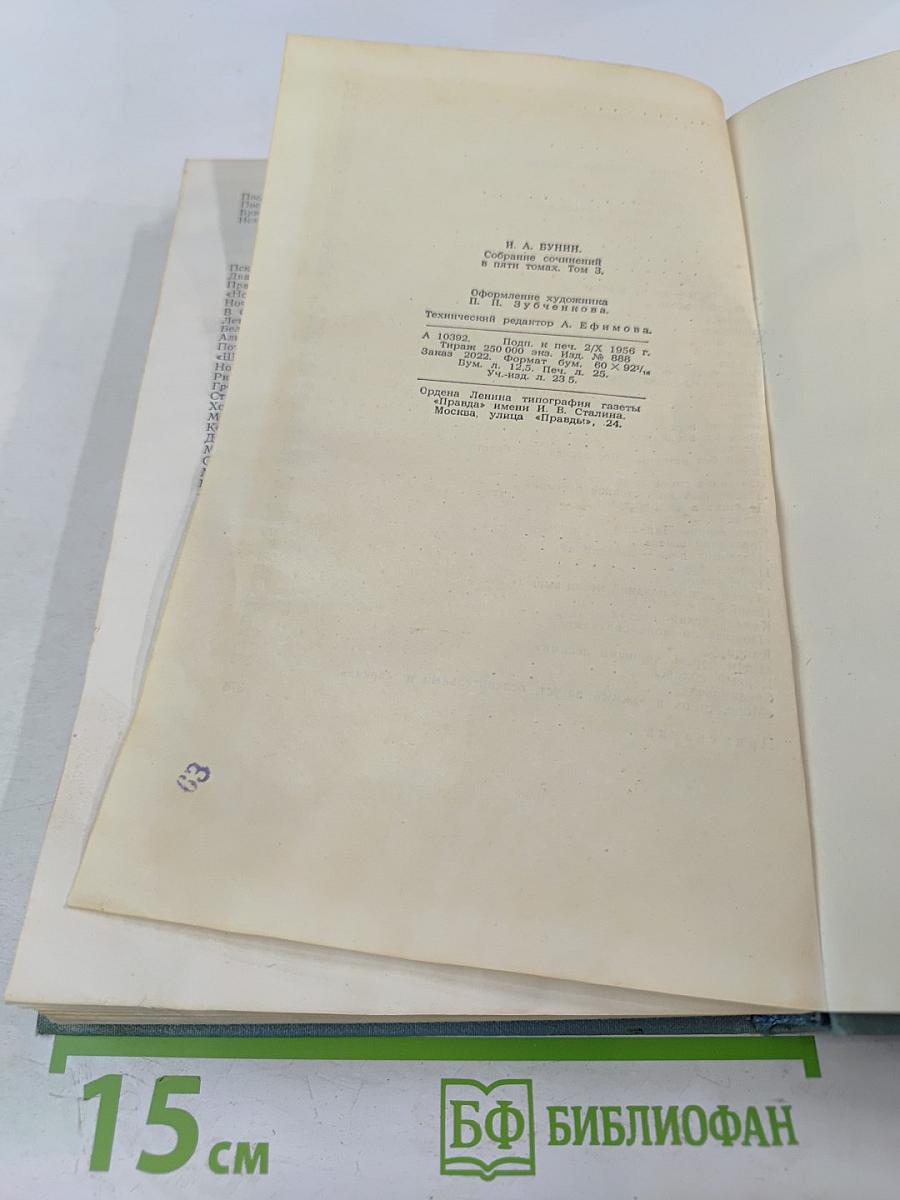 И. А. БУНИН.
Собрание сочинений
в пяти томах. Том 3.
Оформление художника
П. П. Зубченкова.
Технический редактор А. Ефимова.
А 10392. Подп. к печ. 2/X 1956 г.
Тираж 250 000 экз. Изд. № 888
Заказ 2022. Формат бум. 60 × 92¹/₁₆
Бум. л. 12,5. Печ. л. 25.
Уч.-изд. л. 23.5.
Ордена Ленина типография газеты
«Правда» имени И. В. Сталина.
Москва, улица «Правды», 24.
63
15 см
БФ БИБЛИОФАН